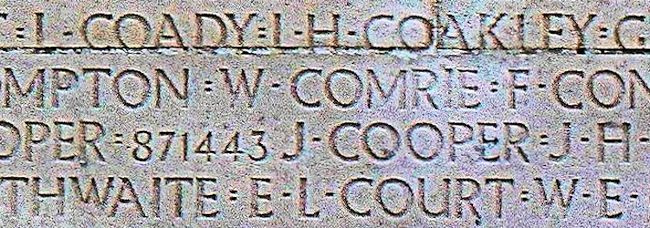 L·COADY:L·H·COAKLEY:G
MPTON:W·COMRIE:F·CON
OPER:871443 J·COOPER·J·H·
THWAITE:E·L·COURT:W·E·